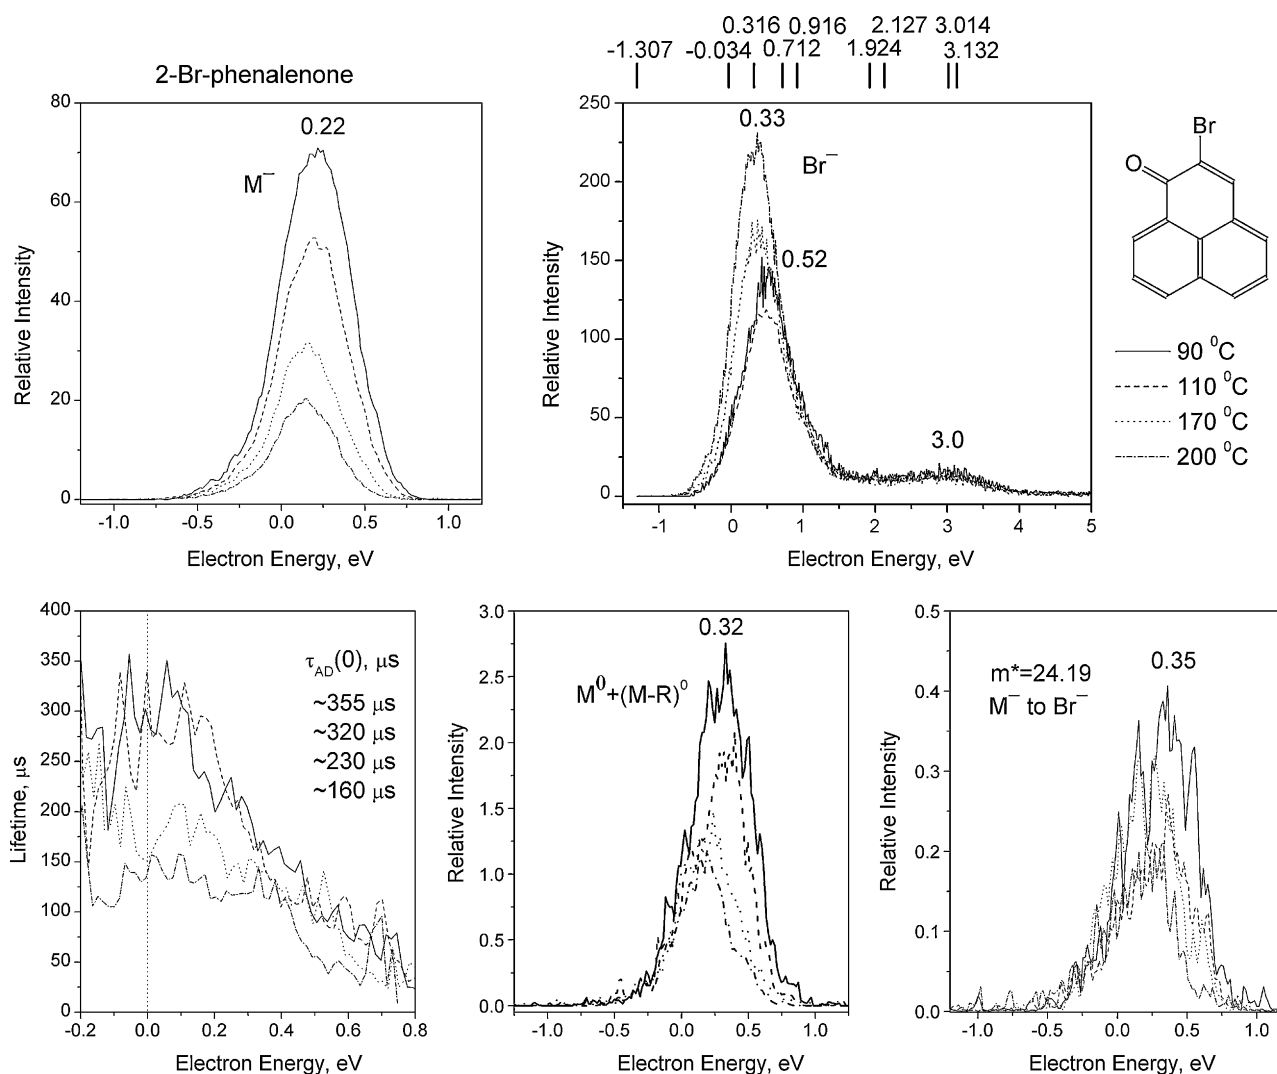 2-Br-phenalenone
80
60
40
20
0
-1.0
-0.5
0.0
0.5
1.0
Relative Intensity
Electron Energy, eV
0.22
M⁻
0.316 0.916 2.127 3.014
-1.307 -0.034 0.712 1.924 3.132
250
200
150
100
50
0
-1
0
1
2
3
4
5
Relative Intensity
Electron Energy, eV
0.33
Br⁻
0.52
3.0
Br
O
90 ⁰C
110 ⁰C
170 ⁰C
200 ⁰C
400
350
300
250
200
150
100
50
0
-0.2
0.0
0.2
0.4
0.6
0.8
Lifetime, μs
Electron Energy, eV
τAD(0), μs
~355 μs
~320 μs
~230 μs
~160 μs
3.0
2.5
2.0
1.5
1.0
0.5
0.0
-1.0
-0.5
0.0
0.5
1.0
Relative Intensity
Electron Energy, eV
0.32
M⁰+(M-R)⁰
0.5
0.4
0.3
0.2
0.1
0.0
-1.0
-0.5
0.0
0.5
1.0
Relative Intensity
Electron Energy, eV
m*=24.19
M⁻ to Br⁻
0.35